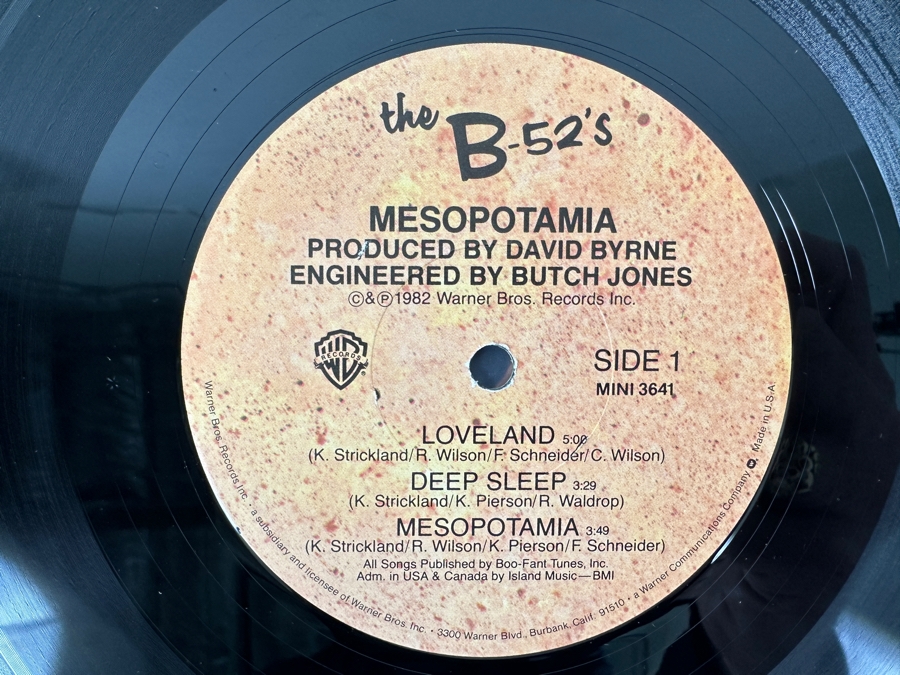 the B-52's
MESOPOTAMIA
PRODUCED BY DAVID BYRNE
ENGINEERED BY BUTCH JONES
©&Ⓟ1982 Warner Bros. Records Inc.
WB RECORDS ®
SIDE 1
MINI 3641
LOVELAND 5:00
(K. Strickland/R. Wilson/F. Schneider/C. Wilson)
DEEP SLEEP 3:29
(K. Strickland/K. Pierson/R. Waldrop)
MESOPOTAMIA 3:49
(K. Strickland/R. Wilson/K. Pierson/F. Schneider)
All Songs Published by Boo-Fant Tunes, Inc.
Adm. in USA & Canada by Island Music—BMI
Warner Bros. Records Inc. • a subsidiary and licensee of Warner Bros. Inc. • 3300 Warner Blvd., Burbank, Calif. 91510 • a Warner Communications Company Made in U.S.A.